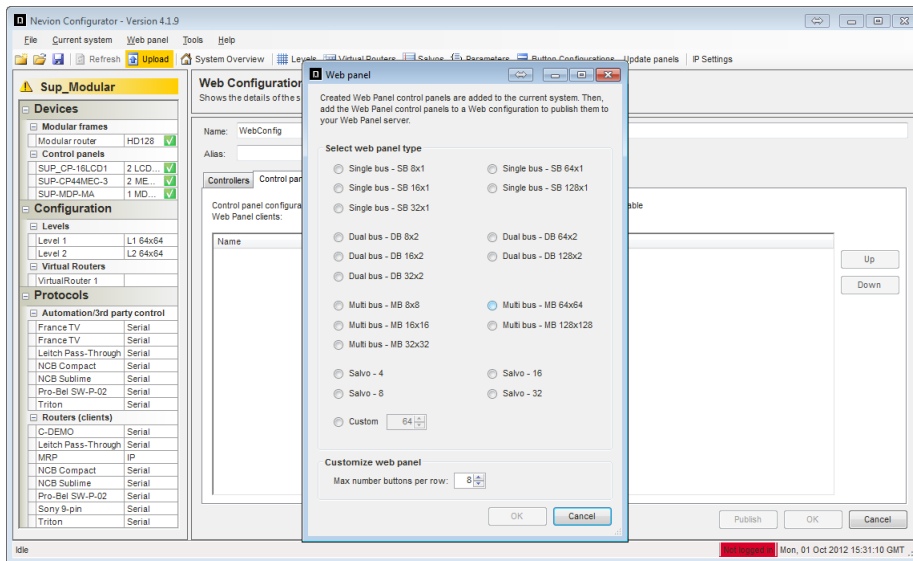 Nevion Configurator - Version 4.1.9
File Current system Web panel Tools Help
Refresh Upload System Overview Levels Virtual Routers Salvos Parameters Button Configurations Update panels IP Settings
Sup_Modular
Devices
Modular frames
Modular router HD128
Control panels
SUP_CP-16LCD1 2 LCD...
SUP-CP44MEC-3 2 ME...
SUP-MDP-MA 1 MD...
Configuration
Levels
Level 1 L1 64x64
Level 2 L2 64x64
Virtual Routers
VirtualRouter 1
Protocols
Automation/3rd party control
France TV Serial
France TV Serial
Leitch Pass-Through Serial
NCB Compact Serial
NCB Sublime Serial
Pro-Bel SW-P-02 Serial
Triton Serial
Routers (clients)
C-DEMO Serial
Leitch Pass-Through Serial
MRP IP
NCB Compact Serial
NCB Sublime Serial
Pro-Bel SW-P-02 Serial
Sony 9-pin Serial
Triton Serial
Web Configuration
Shows the details of the s
Name: WebConfig
Alias:
Controllers Control pan
Control panel configura able
Web Panel clients:
Name
Up
Down
Publish OK Cancel
Web panel
Created Web Panel control panels are added to the current system. Then,
add the Web Panel control panels to a Web configuration to publish them to
your Web Panel server.
Select web panel type
Single bus - SB 8x1 Single bus - SB 64x1
Single bus - SB 16x1 Single bus - SB 128x1
Single bus - SB 32x1
Dual bus - DB 8x2 Dual bus - DB 64x2
Dual bus - DB 16x2 Dual bus - DB 128x2
Dual bus - DB 32x2
Multi bus - MB 8x8 Multi bus - MB 64x64
Multi bus - MB 16x16 Multi bus - MB 128x128
Multi bus - MB 32x32
Salvo - 4 Salvo - 16
Salvo - 8 Salvo - 32
Custom 64
Customize web panel
Max number buttons per row: 8
OK Cancel
Idle Not logged in Mon, 01 Oct 2012 15:31:10 GMT